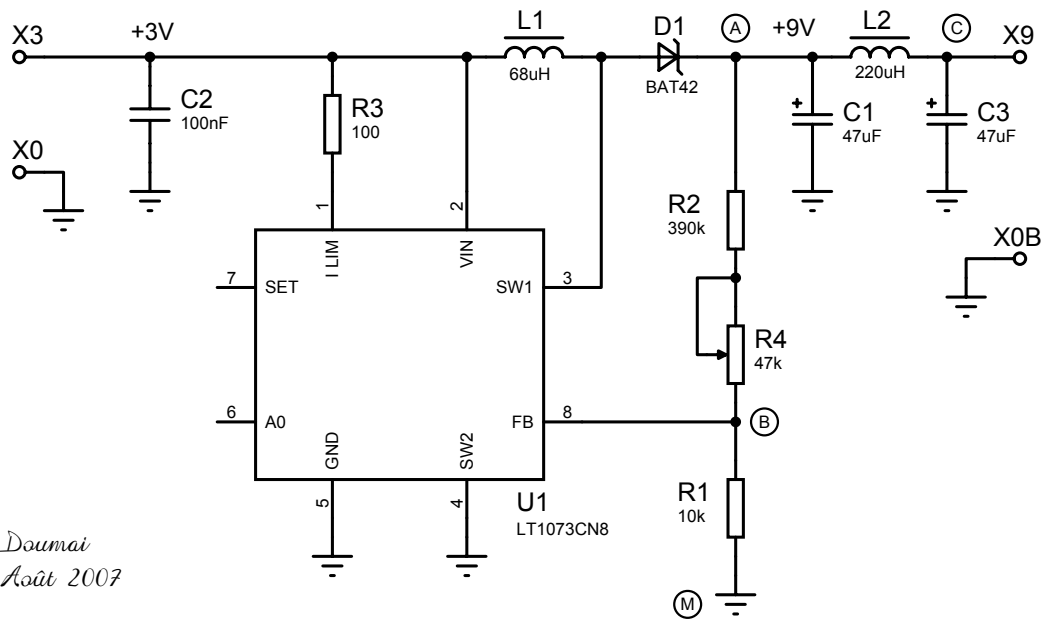 X3
+3V
L1
68uH
D1
BAT42
A
+9V
L2
220uH
C
X9
C2
100nF
R3
100
C1
47uF
C3
47uF
X0
R2
390k
X0B
1
2
I LIM
VIN
7
SET
SW1
3
R4
47k
6
A0
FB
8
B
GND
SW2
5
4
U1
LT1073CN8
R1
10k
M
Doumai
Août 2007